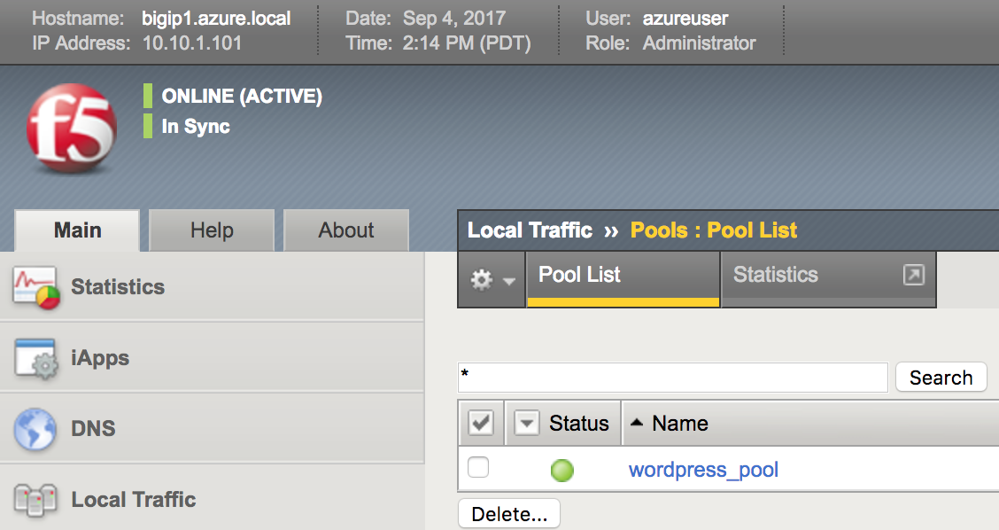 Hostname: bigip1.azure.local Date: Sep 4, 2017 User: azureuser
IP Address: 10.10.1.101 Time: 2:14 PM (PDT) Role: Administrator
f5
ONLINE (ACTIVE)
In Sync
Main Help About
Local Traffic ›› Pools : Pool List
Pool List Statistics
Statistics
iApps
DNS
Local Traffic
* Search
Status Name
wordpress_pool
Delete...